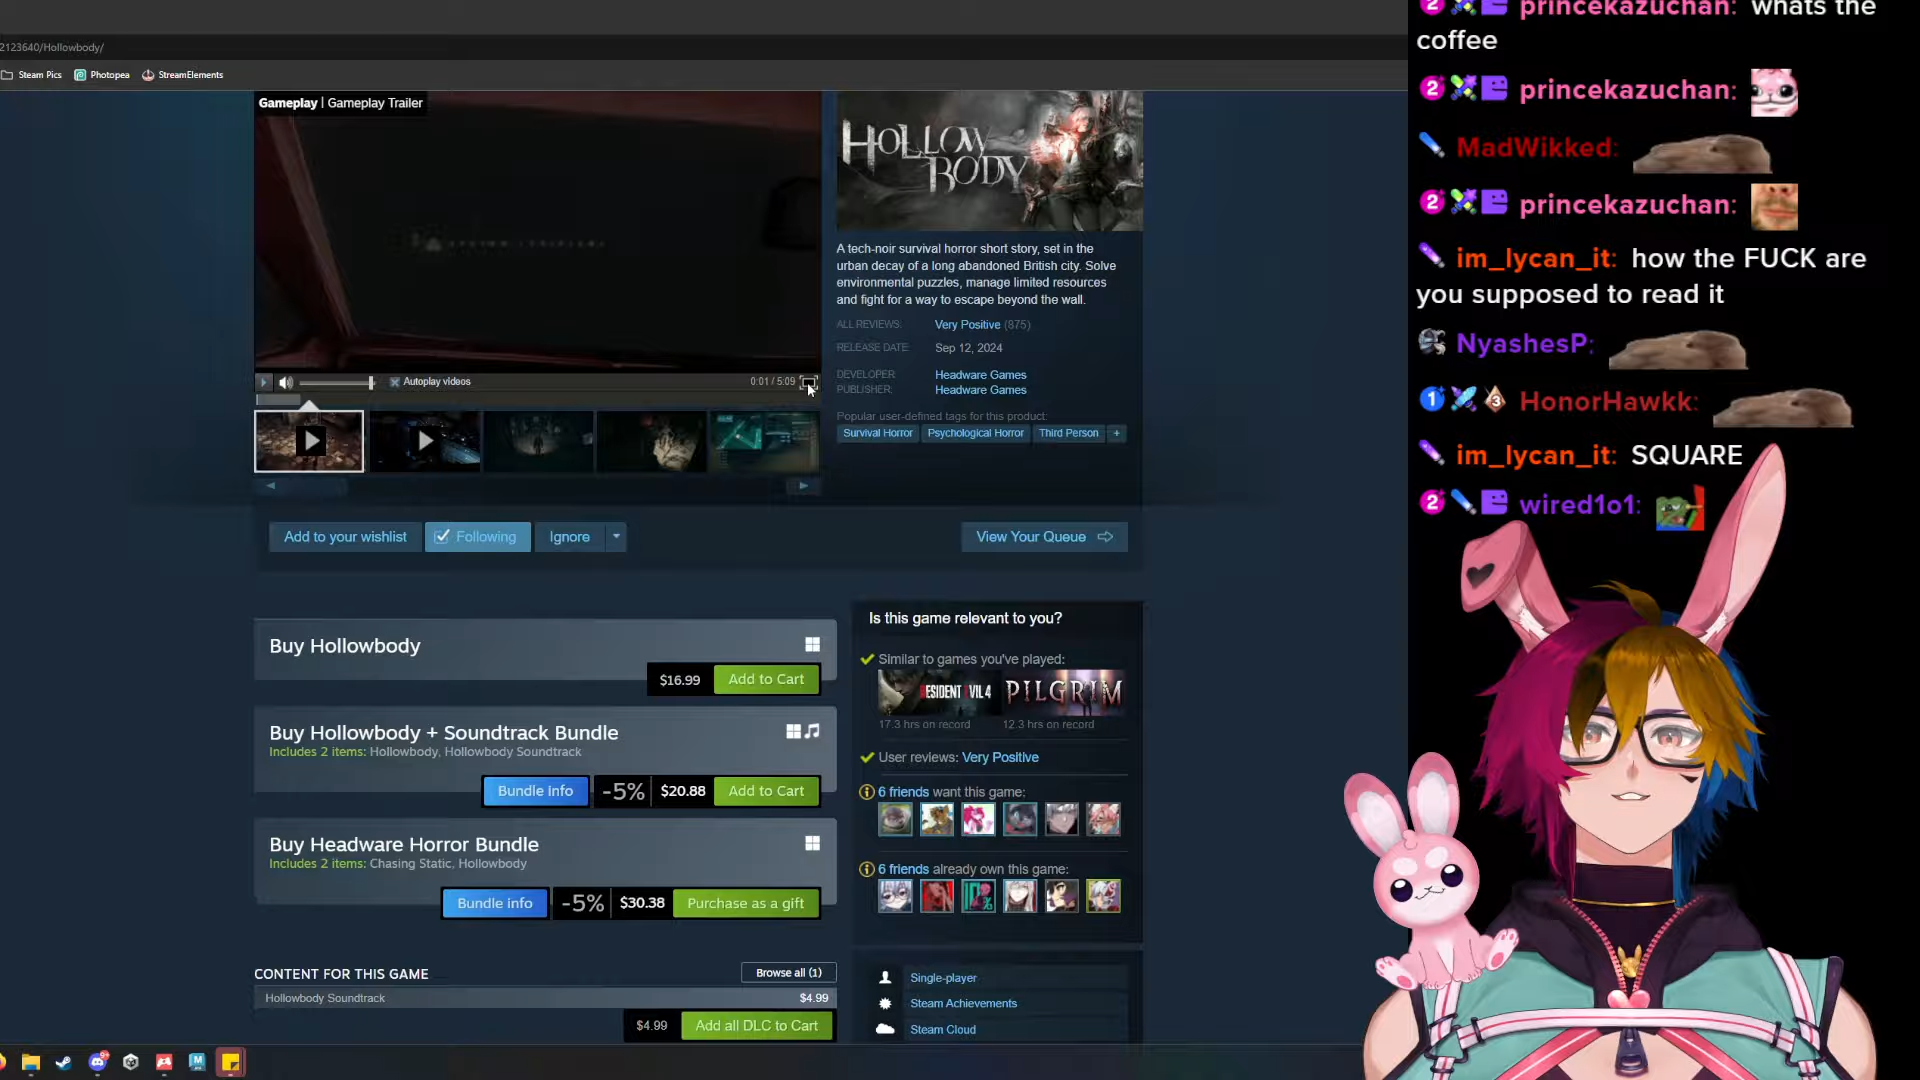 2123640/Hollowbody/
Steam Pics
Photopea
StreamElements
Gameplay | Gameplay Trailer
HOLLOW
BODY
A tech-noir survival horror short story, set in the
urban decay of a long abandoned British city. Solve
environmental puzzles, manage limited resources
and fight for a way to escape beyond the wall.
ALL REVIEWS: Very Positive (875)
RELEASE DATE: Sep 12, 2024
DEVELOPER: Headware Games
PUBLISHER: Headware Games
Popular user-defined tags for this product:
Survival Horror Psychological Horror Third Person +
Autoplay videos
0:01 / 5:09
Add to your wishlist
Following
Ignore
View Your Queue
Buy Hollowbody
$16.99 Add to Cart
Buy Hollowbody + Soundtrack Bundle
Includes 2 items: Hollowbody, Hollowbody Soundtrack
Bundle info -5% $20.88 Add to Cart
Buy Headware Horror Bundle
Includes 2 items: Chasing Static, Hollowbody
Bundle info -5% $30.38 Purchase as a gift
CONTENT FOR THIS GAME Browse all (1)
Hollowbody Soundtrack $4.99
$4.99 Add all DLC to Cart
Is this game relevant to you?
Similar to games you've played:
RESIDENT EVIL 4
PILGRIM
17.3 hrs on record
12.3 hrs on record
User reviews: Very Positive
6 friends want this game:
6 friends already own this game:
Single-player
Steam Achievements
Steam Cloud
2 princekazuchan: whats the
coffee
2 princekazuchan:
MadWikked:
2 princekazuchan:
im_lycan_it: how the FUCK are
you supposed to read it
NyashesP:
1 3 HonorHawkk:
im_lycan_it: SQUARE
2 wired1o1: